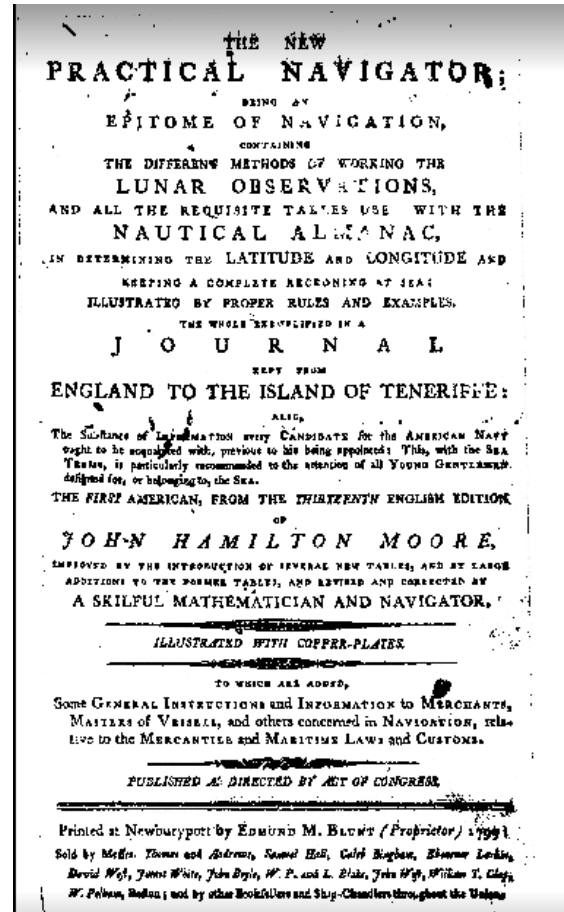 THE NEW
PRACTICAL NAVIGATOR;
BEING AN
EPITOME OF NAVIGATION,
CONTAINING
THE DIFFERENT METHODS OF WORKING THE
LUNAR OBSERVATIONS,
AND ALL THE REQUISITE TABLES USE WITH THE
NAUTICAL ALMANAC,
IN DETERMINING THE LATITUDE AND LONGITUDE AND
KEEPING A COMPLETE RECKONING AT SEA;
ILLUSTRATED BY PROPER RULES AND EXAMPLES.
THE WHOLE EXEMPLIFIED IN A
JOURNAL
KEPT FROM
ENGLAND TO THE ISLAND OF TENERIFFE:
ALSO,
The Substance of INFORMATION every CANDIDATE for the AMERICAN NAVY
ought to be acquainted with, previous to his being appointed: This, with the SEA
TERMS, is particularly recommended to the attention of all YOUNG GENTLEMEN
designed for, or belonging to, the SEA.
THE FIRST AMERICAN, FROM THE THIRTEENTH ENGLISH EDITION
OF
JOHN HAMILTON MOORE,
IMPROVED BY THE INTRODUCTION OF SEVERAL NEW TABLES, AND BY LARGE
ADDITIONS TO THE FORMER TABLES, AND REVISED AND CORRECTED BY
A SKILFUL MATHEMATICIAN AND NAVIGATOR.
ILLUSTRATED WITH COPPER-PLATES.
TO WHICH ARE ADDED,
Some GENERAL INSTRUCTIONS and INFORMATION to MERCHANTS,
MASTERS of VESSELS, and others concerned in NAVIGATION, rela-
tive to the MERCANTILE and MARITIME LAWS and CUSTOMS.
PUBLISHED AS DIRECTED BY ACT OF CONGRESS.
Printed at Newburyport by EDMUND M. BLUNT (Proprietor) 1799
Sold by Messrs. Thomas and Andrews, Samuel Hall, Caleb Bingham, Ebenezer Larkin,
David West, James White, John Boyle, W. P. and L. Blake, John West, William T. Clap,
W. Pelham, Boston; and by other Booksellers and Ship-Chandlers throughout the Union